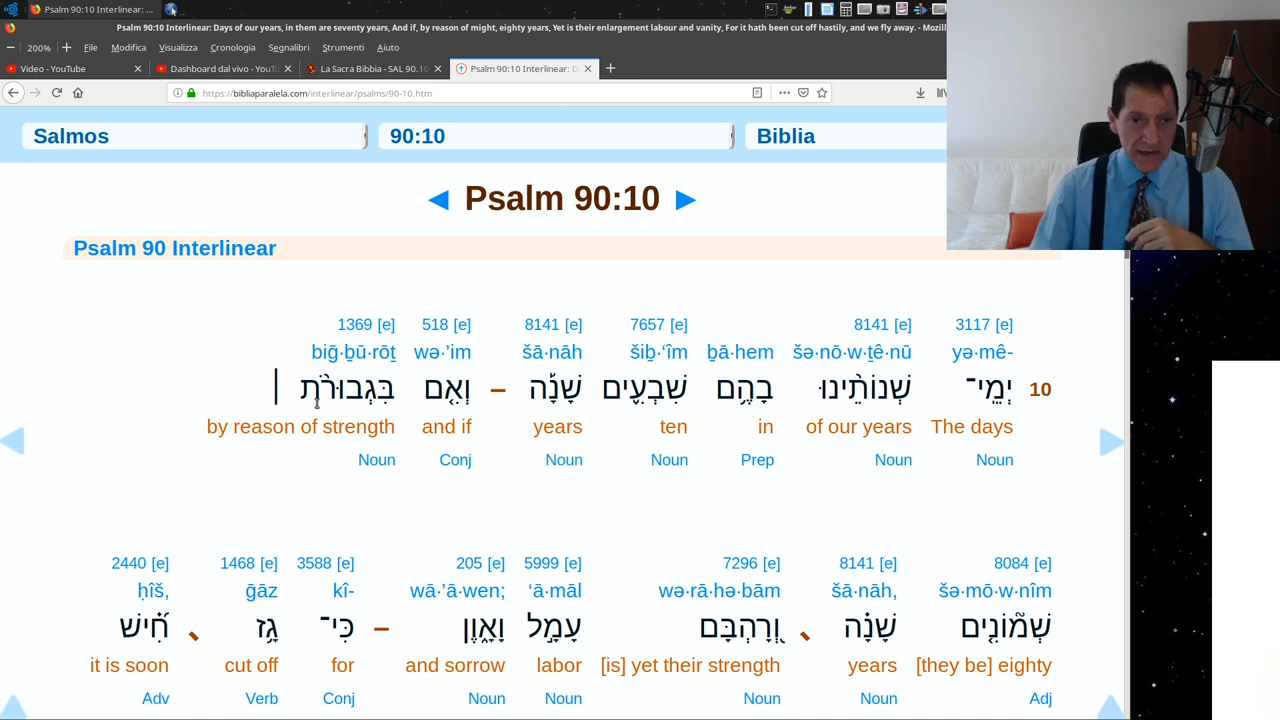 Psalm 90:10 Interlinear: ...
Psalm 90:10 Interlinear: Days of our years, in them are seventy years, And if, by reason of might, eighty years, Yet is their enlargement labour and vanity, For it hath been cut off hastily, and we fly away. - Mozill
200% File Modifica Visualizza Cronologia Segnalibri Strumenti Aiuto
Video - YouTube Dashboard dal vivo - YouTu La Sacra Bibbia - SAL 90.10 Psalm 90:10 Interlinear: D
https://bibliaparalela.com/interlinear/psalms/90-10.htm
Salmos 90:10 Biblia
◄ Psalm 90:10 ►
Psalm 90 Interlinear
1369 [e] 518 [e] 8141 [e] 7657 [e] 8141 [e] 3117 [e]
biḡ·ḇū·rōṯ wə·’im šā·nāh šiḇ·‘îm ḇā·hem šə·nō·w·ṯê·nū yə·mê-
10 יְמֵֽי־ שְׁנוֹתֵ֨ינוּ בָהֶ֥ם שִׁבְעִ֪ים שָׁנָ֡ה – וְאִ֤ם בִּגְבוּרֹ֨ת ׀
by reason of strength and if years ten in of our years The days
Noun Conj Noun Noun Prep Noun Noun
2440 [e] 1468 [e] 3588 [e] 205 [e] 5999 [e] 7296 [e] 8141 [e] 8084 [e]
ḥîš, ḡāz kî- wā·’ā·wen; ‘ā·māl wə·rā·hə·bām šā·nāh, šə·mō·w·nîm
שְׁמ֘וֹנִ֤ים שָׁנָ֗ה 、 וְ֭רָהְבָּם עָמָ֣ל וָאָ֑וֶן – כִּי־ גָ֥ז 、 חִ֝֗ישׁ
it is soon cut off for and sorrow labor [is] yet their strength years [they be] eighty
Adv Verb Conj Noun Noun Noun Noun Adj